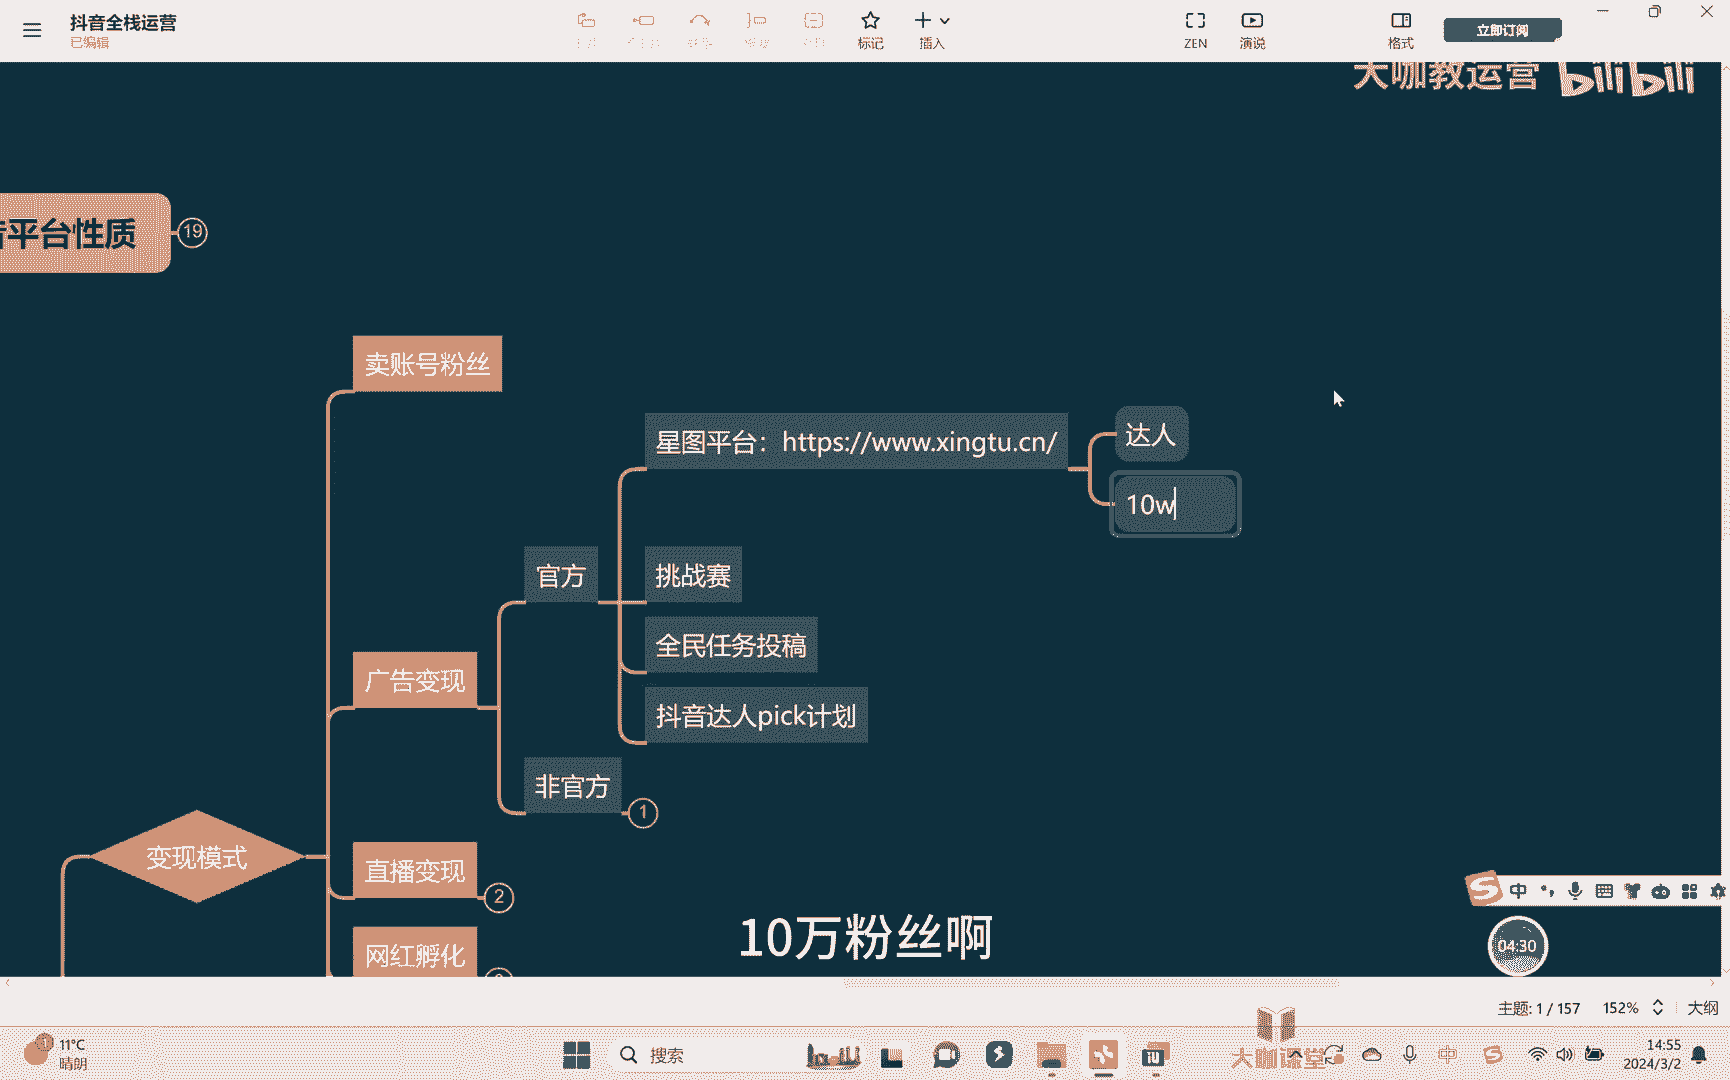 抖音全栈运营
已编辑
标记
插入
ZEN
演说
格式
立即订阅
大咖教运营 bilibili
平台性质
19
卖账号粉丝
星图平台：https://www.xingtu.cn/
达人
10w
官方
挑战赛
全民任务投稿
广告变现
抖音达人pick计划
非官方
1
变现模式
直播变现
2
网红孵化
10万粉丝啊
中
04:30
主题: 1 / 157
152%
大纲
11°C
晴朗
搜索
大咖课堂
中
14:55
2024/3/2